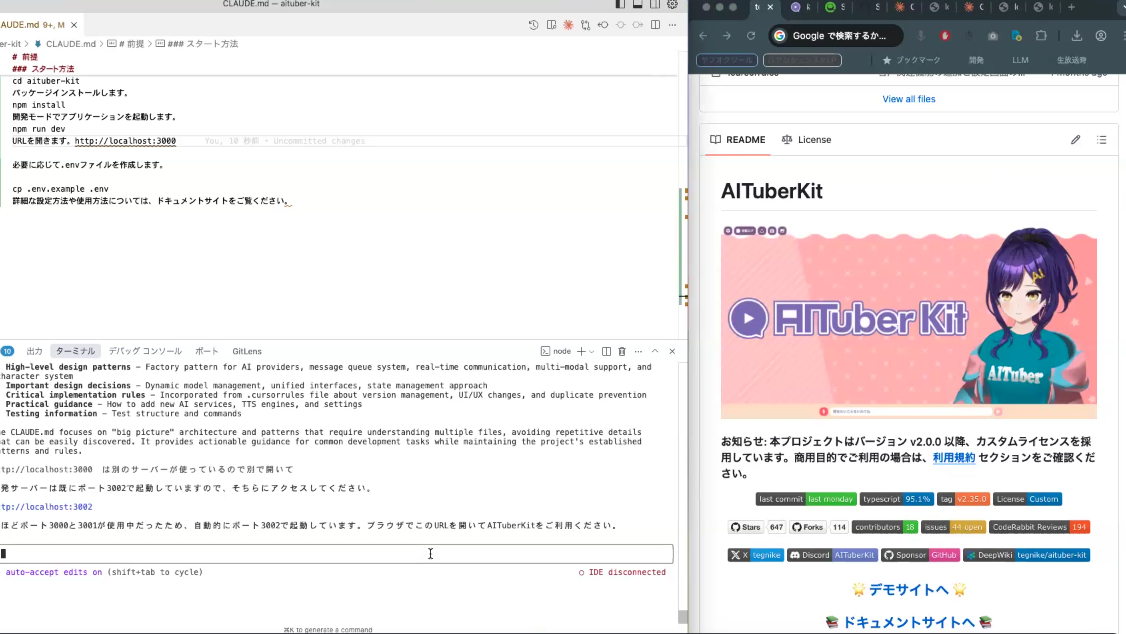 CLAUDE.md — aituber-kit
AUDE.md 9+, M
er-kit > CLAUDE.md > # 前提 > ### スタート方法
# 前提
### スタート方法
cd aituber-kit
パッケージインストールします。
npm install
開発モードでアプリケーションを起動します。
npm run dev
URLを開きます。http://localhost:3000 You, 10 秒前 • Uncommitted changes
必要に応じて.envファイルを作成します。
cp .env.example .env
詳細な設定方法や使用方法については、ドキュメントサイトをご覧ください。
10 出力 ターミナル デバッグ コンソール ポート GitLens
node
High-level design patterns - Factory pattern for AI providers, message queue system, real-time communication, multi-modal support, and
haracter system
Important design decisions - Dynamic model management, unified interfaces, state management approach
Critical implementation rules - Incorporated from .cursorrules file about version management, UI/UX changes, and duplicate prevention
Practical guidance - How to add new AI services, TTS engines, and settings
Testing information - Test structure and commands
e CLAUDE.md focuses on "big picture" architecture and patterns that require understanding multiple files, avoiding repetitive details
at can be easily discovered. It provides actionable guidance for common development tasks while maintaining the project's established
tterns and rules.
tp://localhost:3000 は別のサーバーが使っているので別で開いて
発サーバーは既にポート3002で起動していますので、そちらにアクセスしてください。
tp://localhost:3002
ほどポート3000と3001が使用中だったため、自動的にポート3002で起動しています。ブラウザでこのURLを開いてAITuberKitをご利用ください。
auto-accept edits on (shift+tab to cycle)
IDE disconnected
⌘K to generate a command
Google で検索するか...
ブックマーク 開発 LLM 生放送時
View all files
README License
AITuberKit
AITuber Kit
AI
AITuber
お知らせ: 本プロジェクトはバージョン v2.0.0 以降、カスタムライセンスを採
用しています。商用目的でご利用の場合は、利用規約 セクションをご確認くだ
さい。
last commit last monday typescript 95.1% tag v2.35.0 License Custom
Stars 647 Forks 114 contributors 18 issues 44 open CodeRabbit Reviews 194
X tegnike Discord AITuberKit Sponsor GitHub DeepWiki tegnike/aituber-kit
🌟 デモサイトへ 🌟
📚 ドキュメントサイトへ 📚